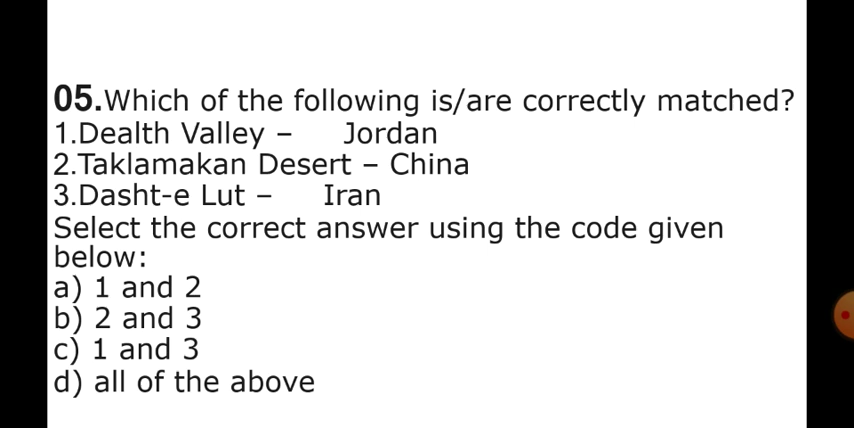 05.Which of the following is/are correctly matched?
1.Dealth Valley – Jordan
2.Taklamakan Desert – China
3.Dasht-e Lut – Iran
Select the correct answer using the code given
below:
a) 1 and 2
b) 2 and 3
c) 1 and 3
d) all of the above